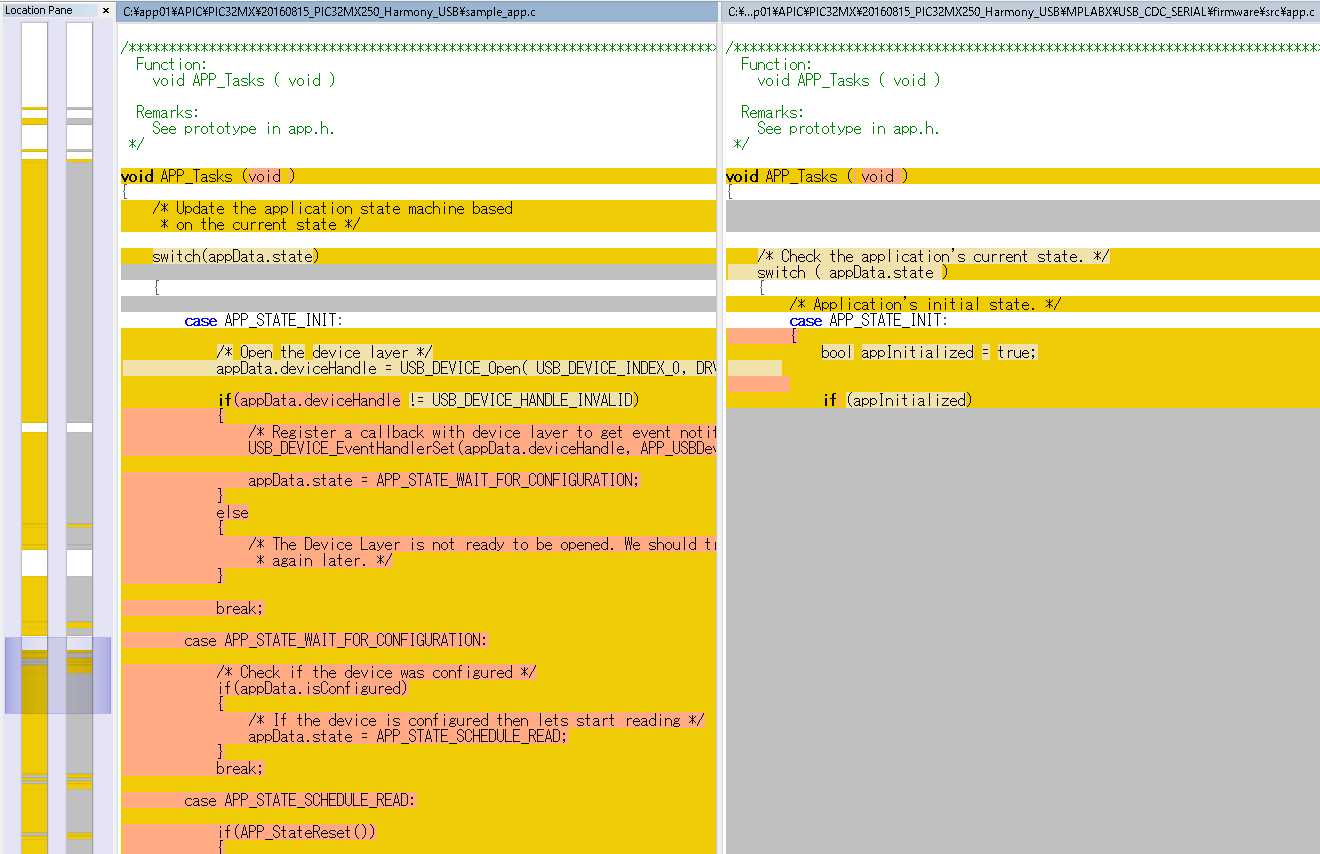 Location Pane ×
C:¥app01¥APIC¥PIC32MX¥20160815_PIC32MX250_Harmony_USB¥sample_app.c
/*************************************************************************
Function:
void APP_Tasks ( void )
Remarks:
See prototype in app.h.
*/
void APP_Tasks (void )
{
/* Update the application state machine based
* on the current state */
switch(appData.state)
{
case APP_STATE_INIT:
/* Open the device layer */
appData.deviceHandle = USB_DEVICE_Open( USB_DEVICE_INDEX_0, DRV
if(appData.deviceHandle != USB_DEVICE_HANDLE_INVALID)
{
/* Register a callback with device layer to get event notif
USB_DEVICE_EventHandlerSet(appData.deviceHandle, APP_USBDev
appData.state = APP_STATE_WAIT_FOR_CONFIGURATION;
}
else
{
/* The Device Layer is not ready to be opened. We should tr
* again later. */
}
break;
case APP_STATE_WAIT_FOR_CONFIGURATION:
/* Check if the device was configured */
if(appData.isConfigured)
{
/* If the device is configured then lets start reading */
appData.state = APP_STATE_SCHEDULE_READ;
}
break;
case APP_STATE_SCHEDULE_READ:
if(APP_StateReset())
{
C:¥...p01¥APIC¥PIC32MX¥20160815_PIC32MX250_Harmony_USB¥MPLABX¥USB_CDC_SERIAL¥firmware¥src¥app.c
/*************************************************************************
Function:
void APP_Tasks ( void )
Remarks:
See prototype in app.h.
*/
void APP_Tasks ( void )
{
/* Check the application's current state. */
switch ( appData.state )
{
/* Application's initial state. */
case APP_STATE_INIT:
{
bool appInitialized = true;
if (appInitialized)